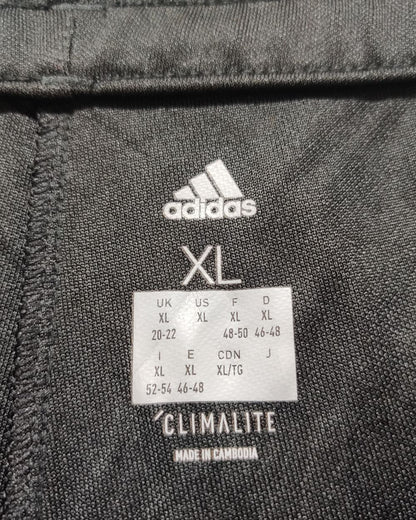 adidas
XL
UK US F D
XL XL XL XL
20-22 48-50 46-48
I E CDN J
XL XL XL/TG
52-54 46-48
CLIMALITE
MADE IN CAMBODIA